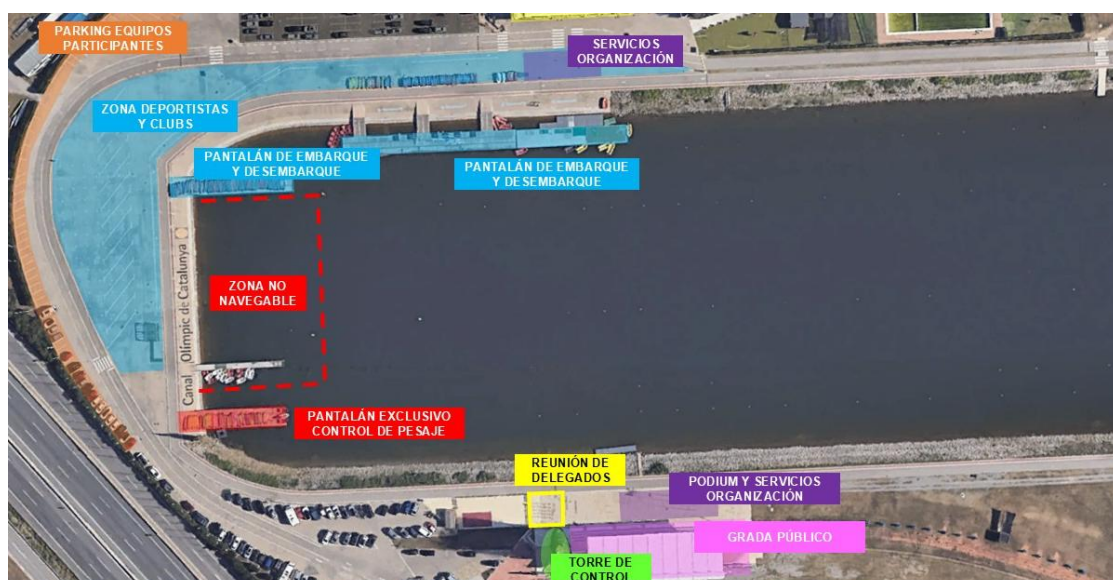 PARKING EQUIPOS
PARTICIPANTES
SERVICIOS
ORGANIZACIÓN
ZONA DEPORTISTAS
Y CLUBS
PANTALÁN DE EMBARQUE
Y DESEMBARQUE
PANTALÁN DE EMBARQUE
Y DESEMBARQUE
Canal Olímpic de Catalunya
ZONA NO
NAVEGABLE
PANTALÁN EXCLUSIVO
CONTROL DE PESAJE
REUNIÓN DE
DELEGADOS
PODIUM Y SERVICIOS
ORGANIZACIÓN
GRADA PÚBLICO
TORRE DE
CONTROL